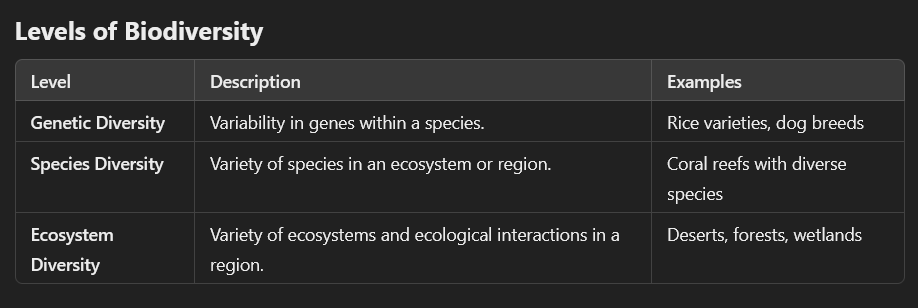 Levels of Biodiversity
Level Description Examples
Genetic Diversity Variability in genes within a species. Rice varieties, dog breeds
Species Diversity Variety of species in an ecosystem or region. Coral reefs with diverse
species
Ecosystem Variety of ecosystems and ecological interactions in a Deserts, forests, wetlands
Diversity region.